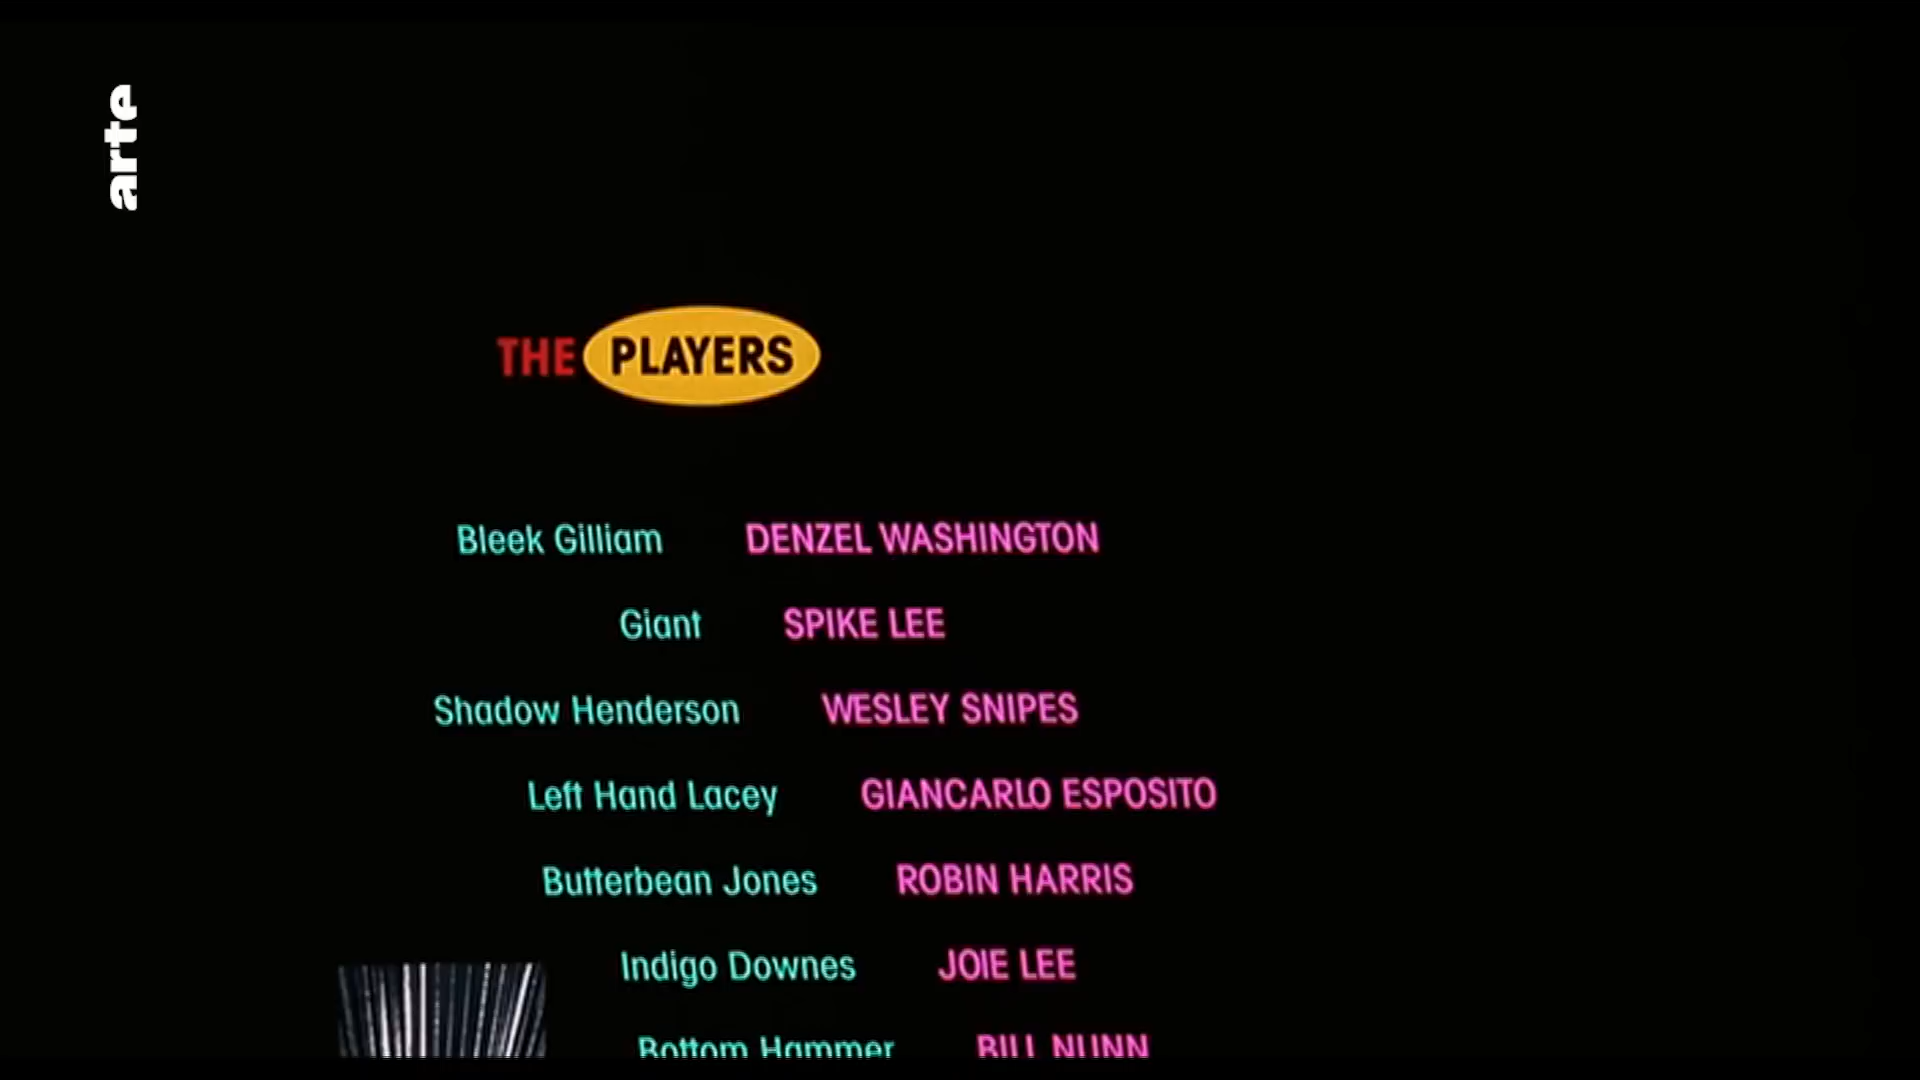 arte
THE PLAYERS
Bleek Gilliam DENZEL WASHINGTON
Giant SPIKE LEE
Shadow Henderson WESLEY SNIPES
Left Hand Lacey GIANCARLO ESPOSITO
Butterbean Jones ROBIN HARRIS
Indigo Downes JOIE LEE
Bottom Hammer BILL NUNN